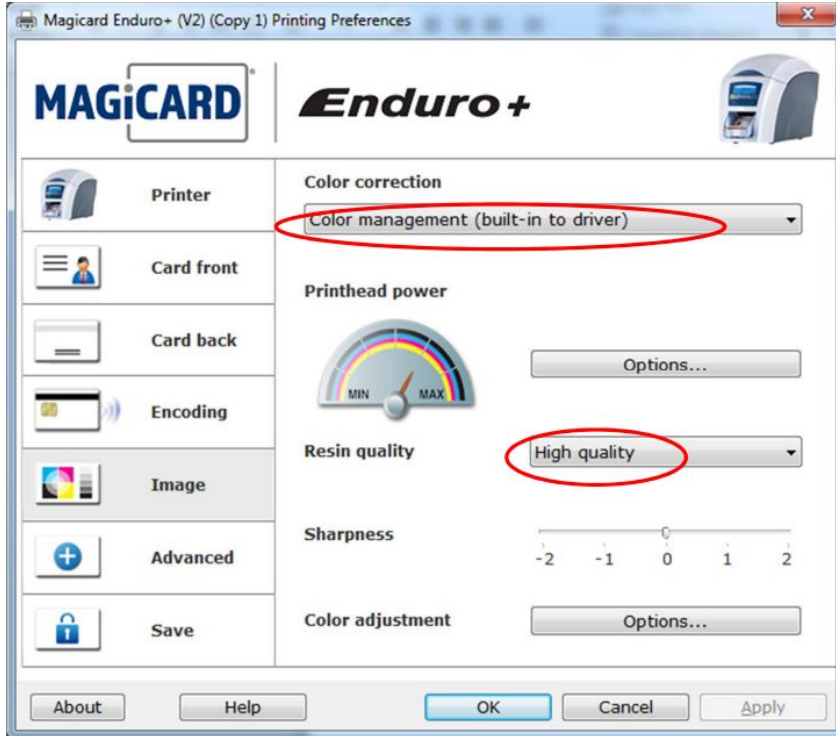 Magicard Enduro+ (V2) (Copy 1) Printing Preferences
MAGiCARD
Enduro+
Printer
Card front
Card back
Encoding
Image
Advanced
Save
Color correction
Color management (built-in to driver)
Printhead power
MIN MAX
Options...
Resin quality
High quality
Sharpness
-2 -1 0 1 2
Color adjustment
Options...
About
Help
OK
Cancel
Apply